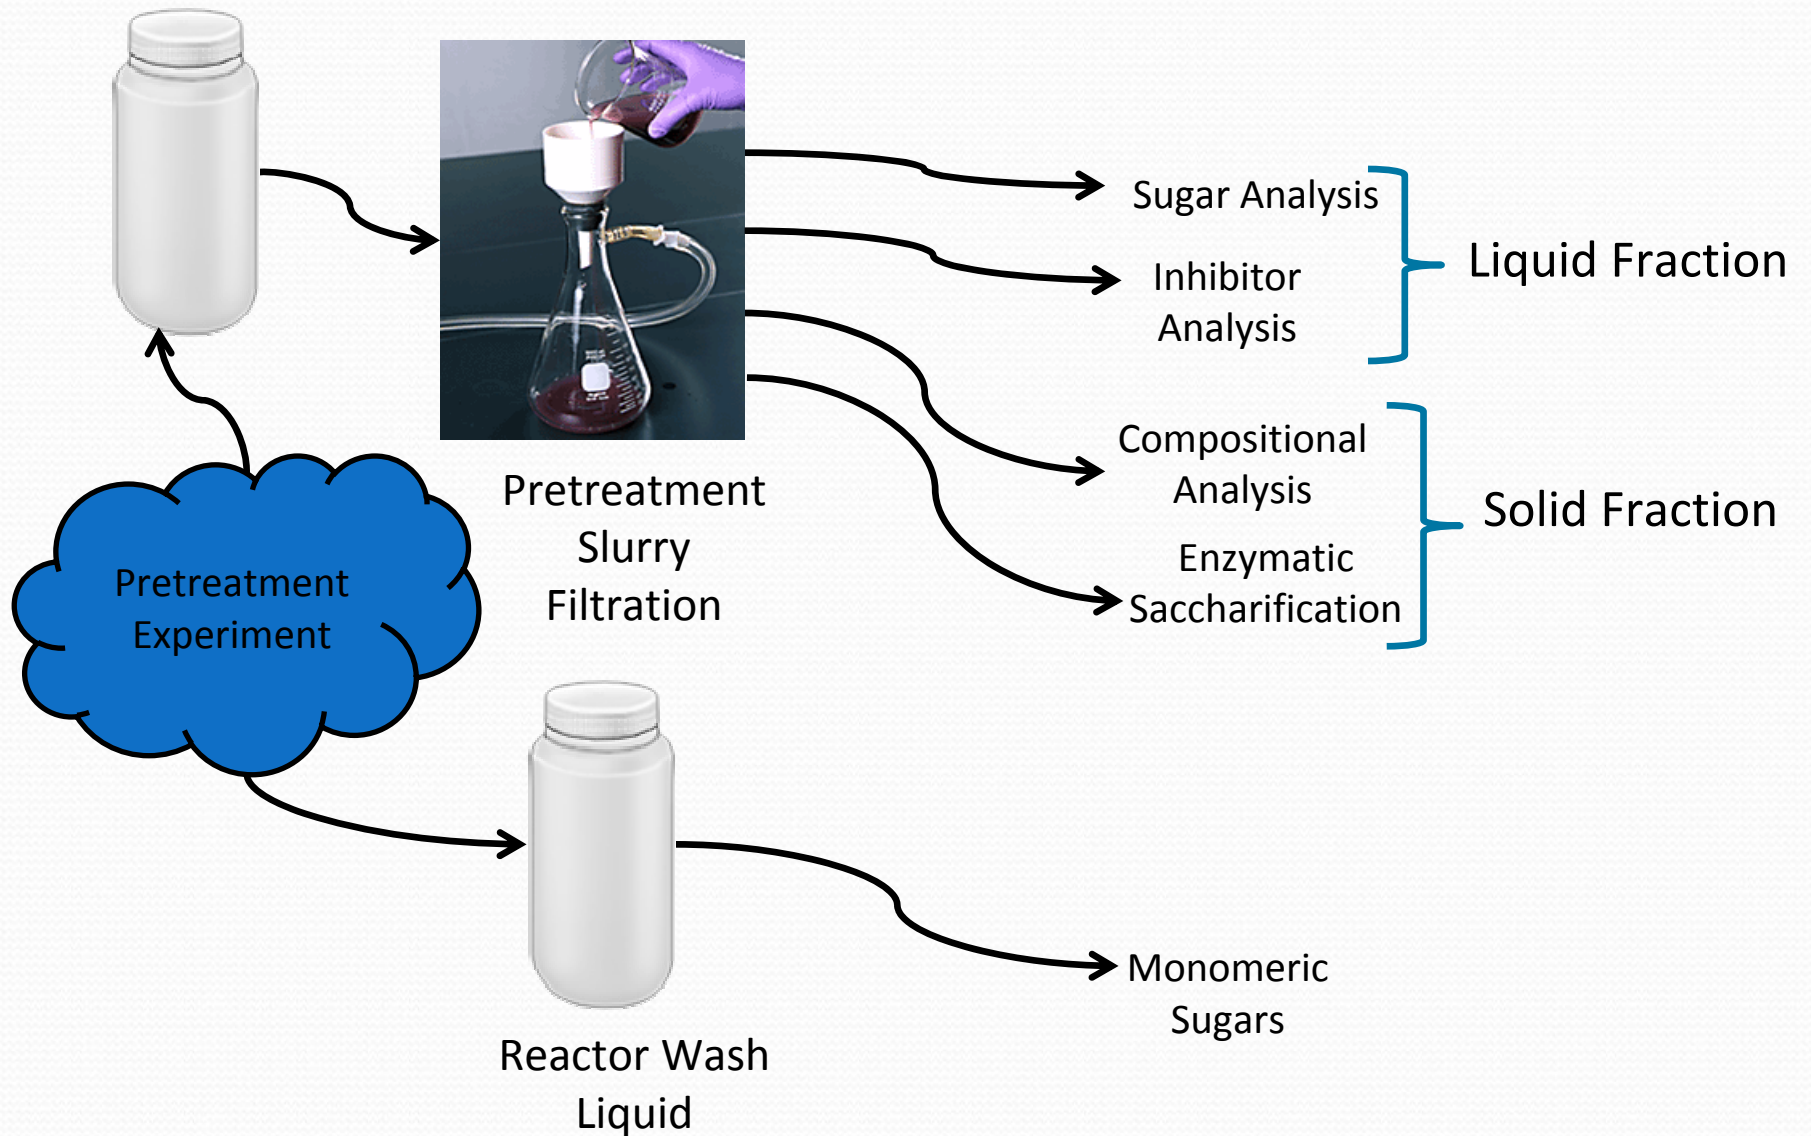 Sugar Analysis
Inhibitor
Analysis
Liquid Fraction
Compositional
Analysis
Enzymatic
Saccharification
Solid Fraction
Pretreatment
Slurry
Filtration
Pretreatment
Experiment
Reactor Wash
Liquid
Monomeric
Sugars